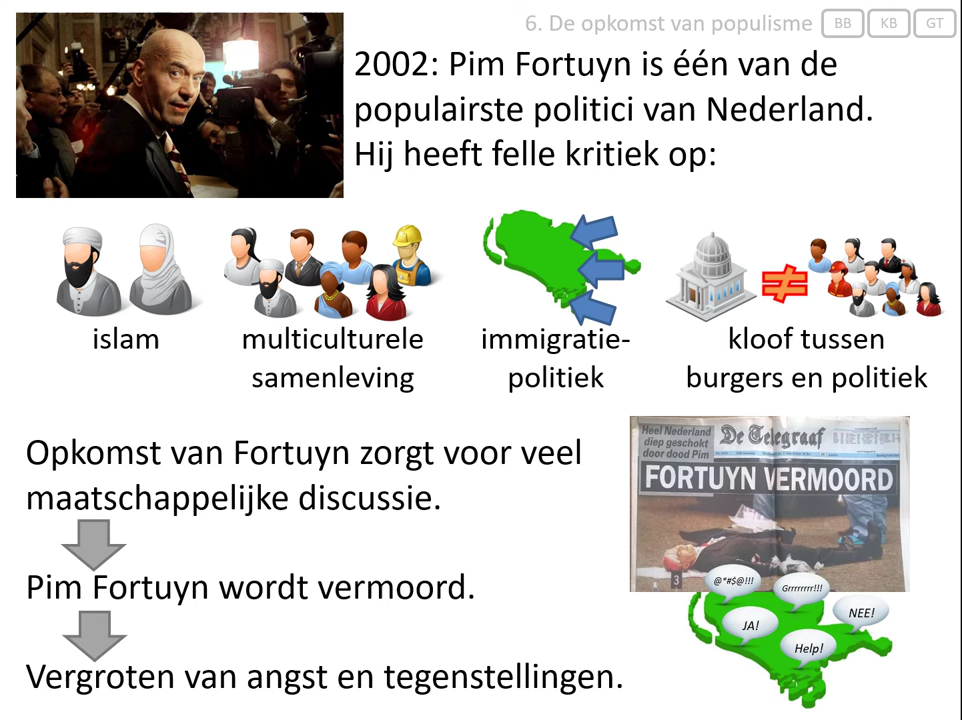 6. De opkomst van populisme BB KB GT
2002: Pim Fortuyn is één van de
populairste politici van Nederland.
Hij heeft felle kritiek op:
islam
multiculturele
samenleving
immigratie-
politiek
kloof tussen
burgers en politiek
Opkomst van Fortuyn zorgt voor veel
maatschappelijke discussie.
Heel Nederland
diep geschokt
door dood Pim
De Telegraaf
FORTUYN VERMOORD
3
Pim Fortuyn wordt vermoord.
@*#$@!!!
Grrrrrrrr!!!
JA!
NEE!
Help!
Vergroten van angst en tegenstellingen.